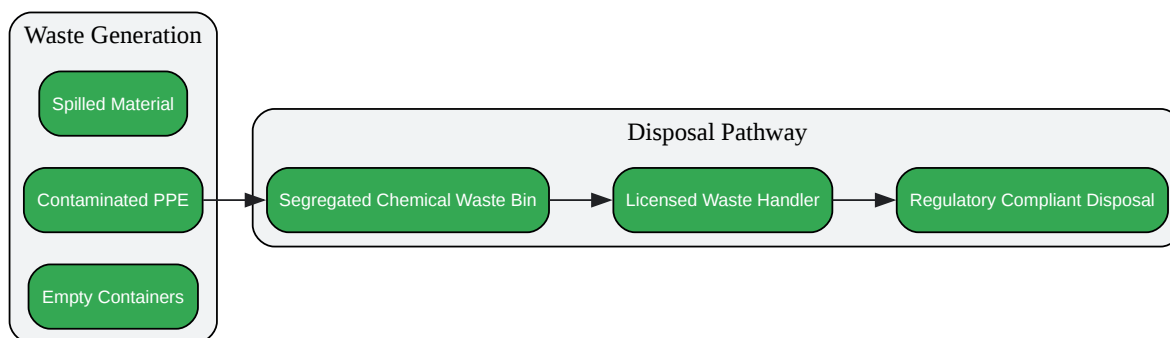 Waste Generation
Spilled Material
Contaminated PPE
Empty Containers
Disposal Pathway
Segregated Chemical Waste Bin
Licensed Waste Handler
Regulatory Compliant Disposal